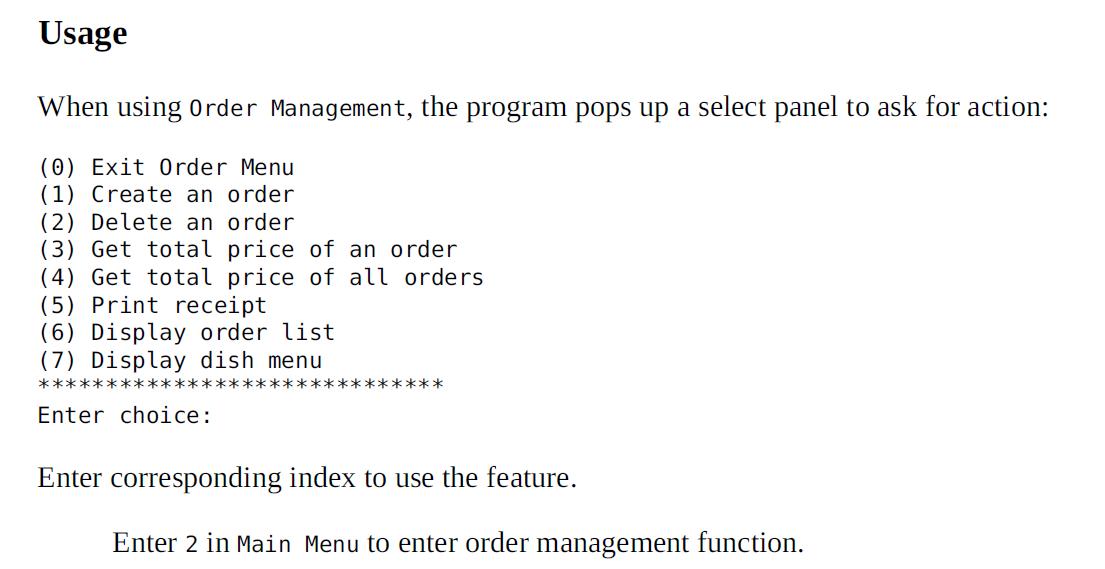 Usage
When using Order Management, the program pops up a select panel to ask for action:
(0) Exit Order Menu
(1) Create an order
(2) Delete an order
(3) Get total price of an order
(4) Get total price of all orders
(5) Print receipt
(6) Display order list
(7) Display dish menu
******************************
Enter choice:
Enter corresponding index to use the feature.
Enter 2 in Main Menu to enter order management function.